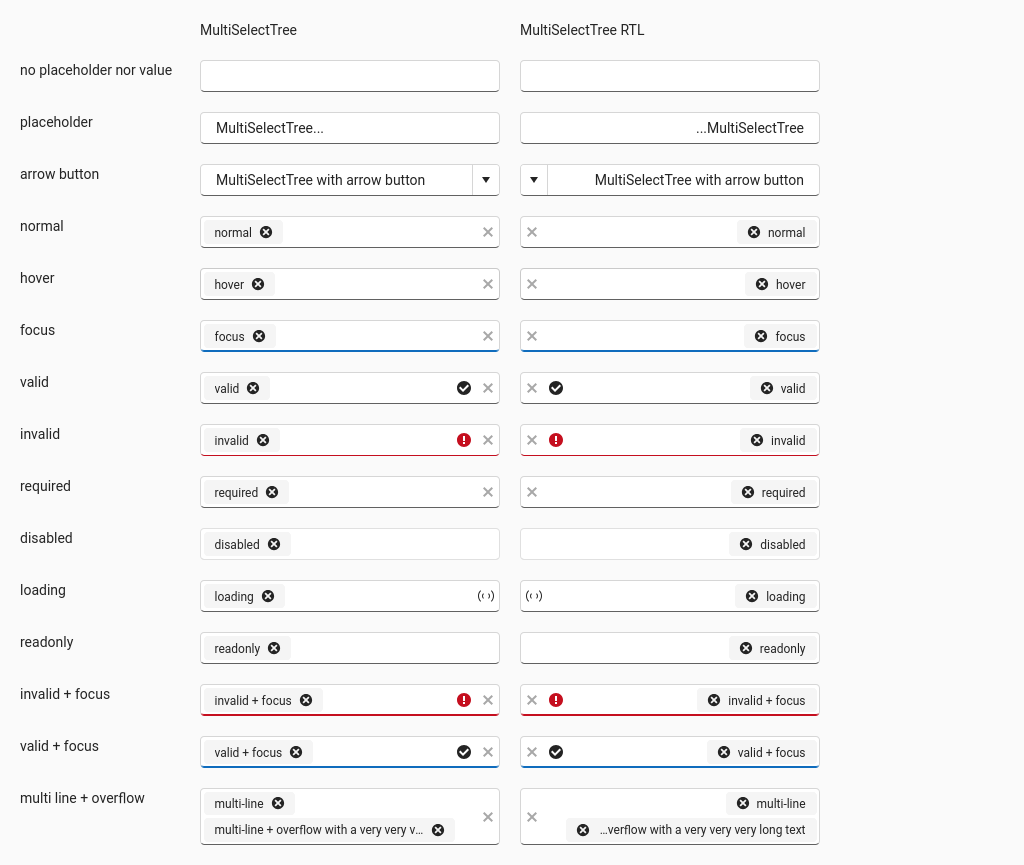 MultiSelectTree MultiSelectTree RTL
no placeholder nor value
placeholder MultiSelectTree... ...MultiSelectTree
arrow button MultiSelectTree with arrow button MultiSelectTree with arrow button
normal normal normal
hover hover hover
focus focus focus
valid valid valid
invalid invalid invalid
required required required
disabled disabled disabled
loading loading loading
readonly readonly readonly
invalid + focus invalid + focus invalid + focus
valid + focus valid + focus valid + focus
multi line + overflow multi-line multi-line
multi-line + overflow with a very very v... ...verflow with a very very very long text